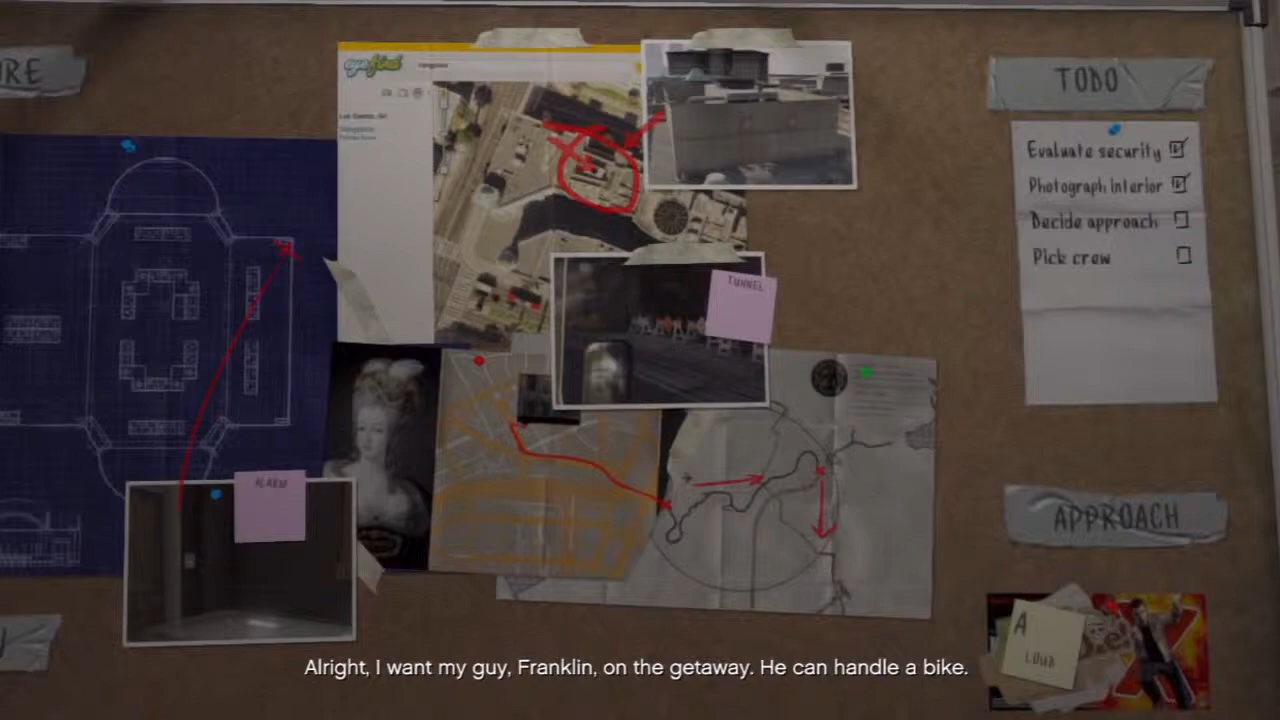 RE
eyefind
TODO
Evaluate security
Photograph Interior
Decide approach
Pick crew
TUNNEL
ALARM
APPROACH
A
LOUD
Alright, I want my guy, Franklin, on the getaway. He can handle a bike.